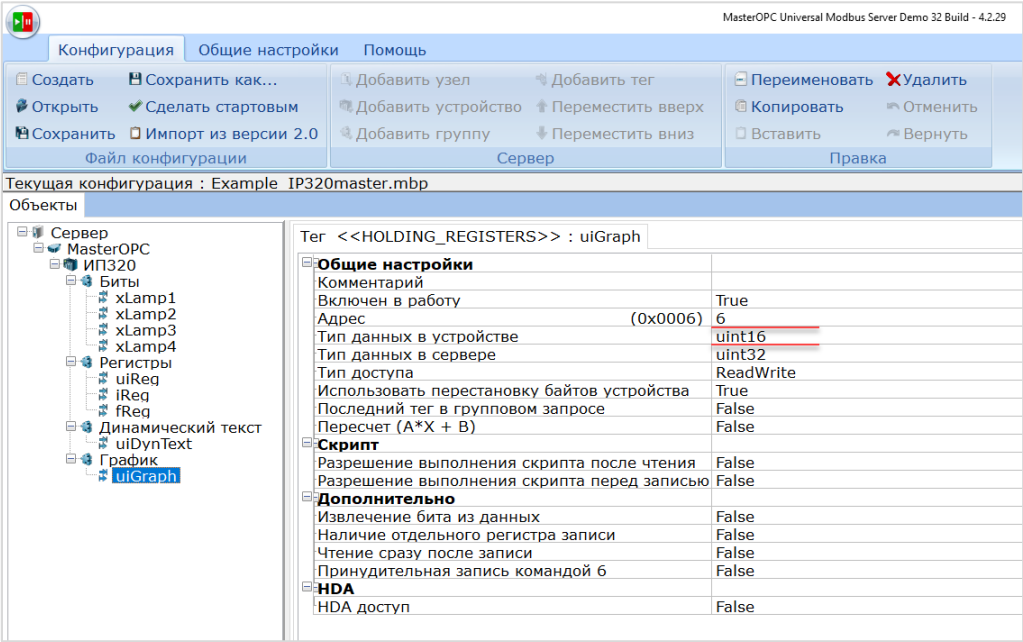 MasterOPC Universal Modbus Server Demo 32 Build - 4.2.29
Конфигурация Общие настройки Помощь
Создать Сохранить как... Добавить узел Добавить тег Переименовать Удалить
Открыть Сделать стартовым Добавить устройство Переместить вверх Копировать Отменить
Сохранить Импорт из версии 2.0 Добавить группу Переместить вниз Вставить Вернуть
Файл конфигурации Сервер Правка
Текущая конфигурация : Example_IP320master.mbp
Объекты
Сервер
MasterOPC
ИП320
Биты
xLamp1
xLamp2
xLamp3
xLamp4
Регистры
uiReg
iReg
fReg
Динамический текст
uiDynText
График
uiGraph
Тег <<HOLDING_REGISTERS>> : uiGraph
Общие настройки
Комментарий
Включен в работу True
Адрес (0x0006) 6
Тип данных в устройстве uint16
Тип данных в сервере uint32
Тип доступа ReadWrite
Использовать перестановку байтов устройства True
Последний тег в групповом запросе False
Пересчет (A*X + B) False
Скрипт
Разрешение выполнения скрипта после чтения False
Разрешение выполнения скрипта перед записью False
Дополнительно
Извлечение бита из данных False
Наличие отдельного регистра записи False
Чтение сразу после записи False
Принудительная запись командой 6 False
HDA
HDA доступ False